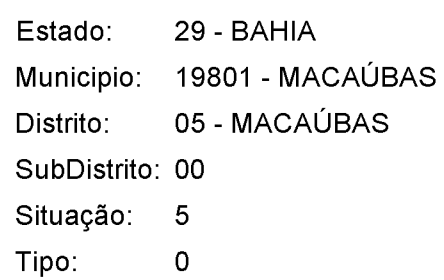 Estado: 29 - BAHIA
Municipio: 19801 - MACAÚBAS
Distrito: 05 - MACAÚBAS
SubDistrito: 00
Situação: 5
Tipo: 0